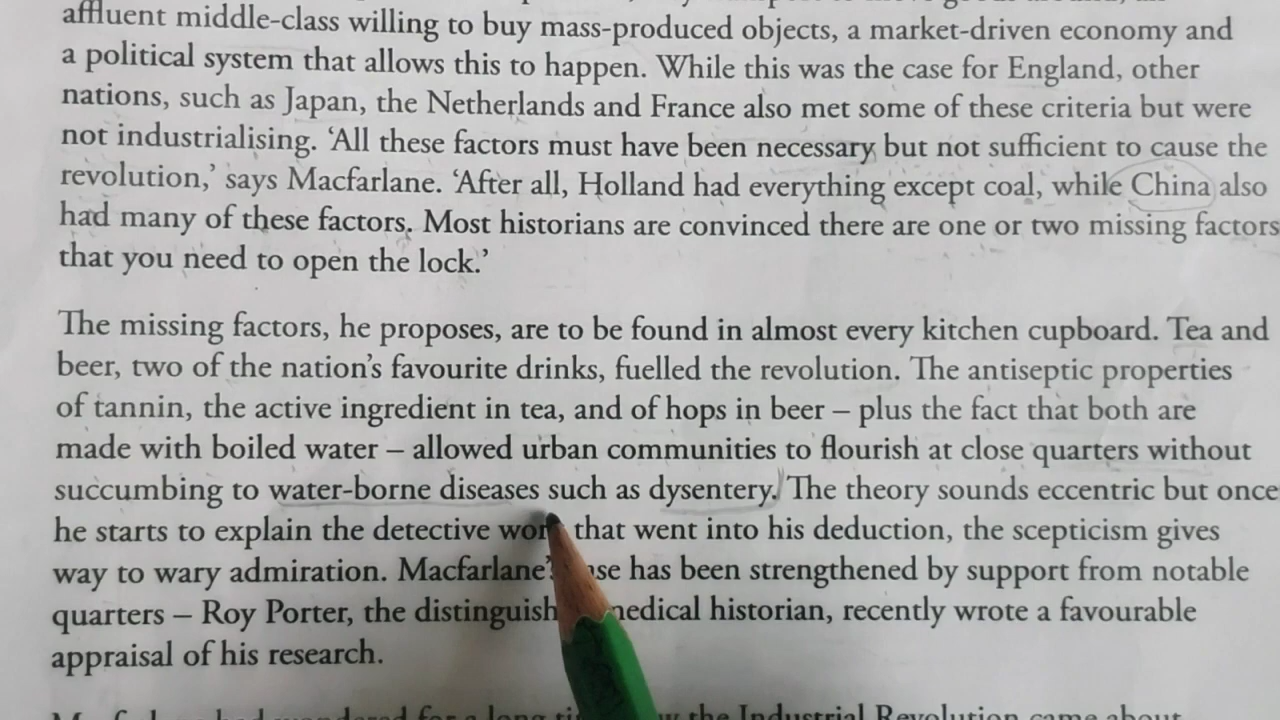 affluent middle-class willing to buy mass-produced objects, a market-driven economy and
a political system that allows this to happen. While this was the case for England, other
nations, such as Japan, the Netherlands and France also met some of these criteria but were
not industrialising. ‘All these factors must have been necessary but not sufficient to cause the
revolution,’ says Macfarlane. ‘After all, Holland had everything except coal, while China also
had many of these factors. Most historians are convinced there are one or two missing factors
that you need to open the lock.’
The missing factors, he proposes, are to be found in almost every kitchen cupboard. Tea and
beer, two of the nation’s favourite drinks, fuelled the revolution. The antiseptic properties
of tannin, the active ingredient in tea, and of hops in beer – plus the fact that both are
made with boiled water – allowed urban communities to flourish at close quarters without
succumbing to water-borne diseases such as dysentery. The theory sounds eccentric but once
he starts to explain the detective that went into his deduction, the scepticism gives
way to wary admiration. Macfarlane’s has been strengthened by support from notable
quarters – Roy Porter, the medical historian, recently wrote a favourable
appraisal of his research.
the Industrial Revolution came about